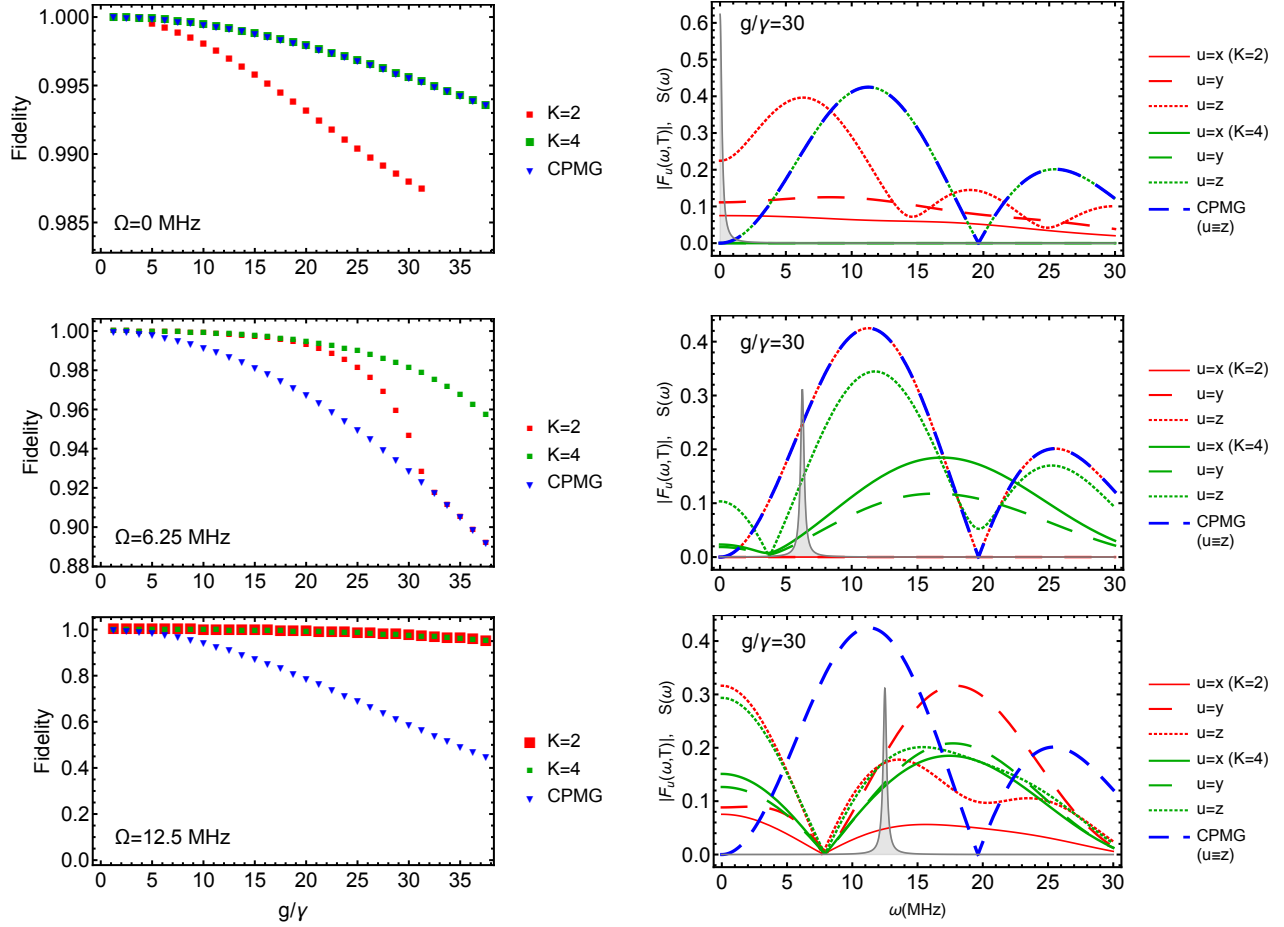 1.000
0.995
0.990
0.985
Fidelity
Ω=0 MHz
0 5 10 15 20 25 30 35
K=2
K=4
CPMG
g/γ=30
0.6
0.5
0.4
0.3
0.2
0.1
0.0
|Fᵤ(ω,T)|, S(ω)
0 5 10 15 20 25 30
u=x (K=2)
u=y
u=z
u=x (K=4)
u=y
u=z
CPMG
(u≡z)
1.00
0.98
0.96
0.94
0.92
0.90
0.88
Fidelity
Ω=6.25 MHz
0 5 10 15 20 25 30 35
K=2
K=4
CPMG
g/γ=30
0.4
0.3
0.2
0.1
0.0
|Fᵤ(ω,T)|, S(ω)
0 5 10 15 20 25 30
u=x (K=2)
u=y
u=z
u=x (K=4)
u=y
u=z
CPMG
(u≡z)
1.0
0.8
0.6
0.4
0.2
0.0
Fidelity
Ω=12.5 MHz
0 5 10 15 20 25 30 35
g/γ
K=2
K=4
CPMG
g/γ=30
0.4
0.3
0.2
0.1
0.0
|Fᵤ(ω,T)|, S(ω)
0 5 10 15 20 25 30
ω(MHz)
u=x (K=2)
u=y
u=z
u=x (K=4)
u=y
u=z
CPMG
(u≡z)